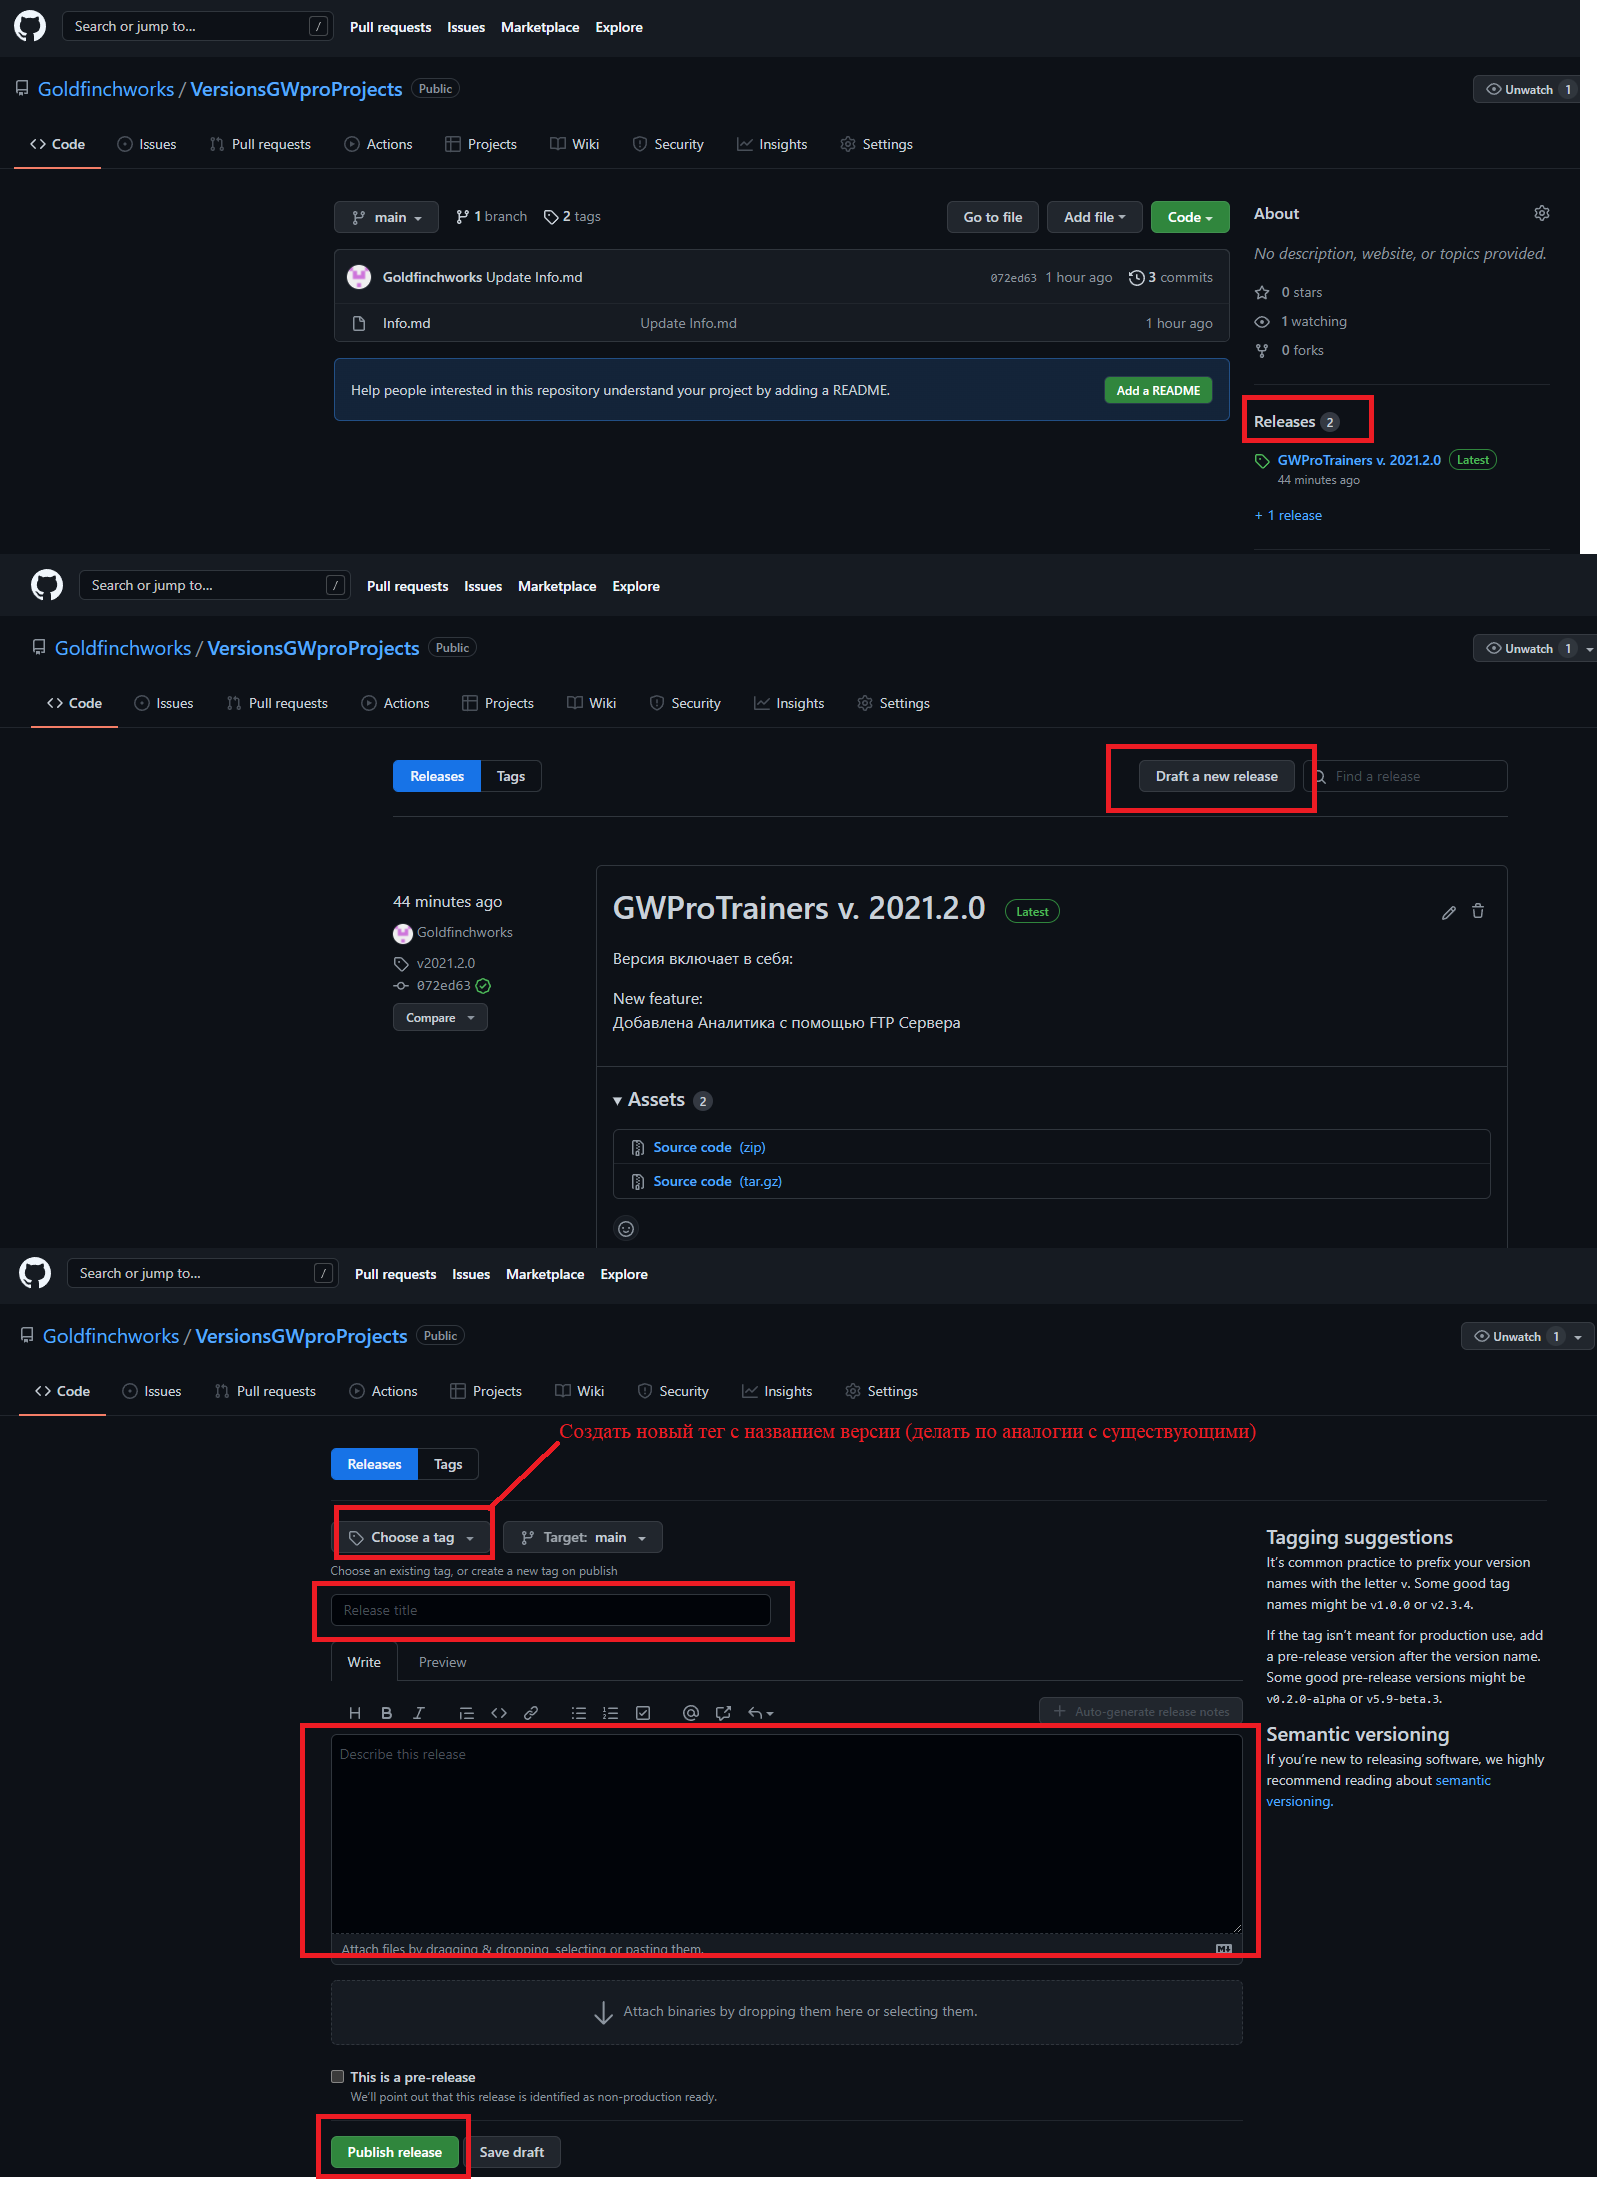 Search or jump to... /
Pull requests Issues Marketplace Explore
Goldfinchworks / VersionsGWproProjects Public
Unwatch 1
Code Issues Pull requests Actions Projects Wiki Security Insights Settings
main 1 branch 2 tags Go to file Add file Code
Goldfinchworks Update Info.md 072ed63 1 hour ago 3 commits
Info.md Update Info.md 1 hour ago
Help people interested in this repository understand your project by adding a README. Add a README
About
No description, website, or topics provided.
0 stars
1 watching
0 forks
Releases 2
GWProTrainers v. 2021.2.0 Latest
44 minutes ago
+ 1 release
Search or jump to... /
Pull requests Issues Marketplace Explore
Goldfinchworks / VersionsGWproProjects Public
Unwatch 1
Code Issues Pull requests Actions Projects Wiki Security Insights Settings
Releases Tags Draft a new release Find a release
44 minutes ago
Goldfinchworks
v2021.2.0
072ed63
Compare
GWProTrainers v. 2021.2.0 Latest
Версия включает в себя:
New feature:
Добавлена Аналитика с помощью FTP Сервера
Assets 2
Source code (zip)
Source code (tar.gz)
Search or jump to... /
Pull requests Issues Marketplace Explore
Goldfinchworks / VersionsGWproProjects Public
Unwatch 1
Code Issues Pull requests Actions Projects Wiki Security Insights Settings
Создать новый тег с названием версии (делать по аналогии с существующими)
Releases Tags
Choose a tag Target: main
Choose an existing tag, or create a new tag on publish
Release title
Write Preview
H B I @ + Auto-generate release notes
Describe this release
Attach files by dragging & dropping, selecting or pasting them.
Attach binaries by dropping them here or selecting them.
This is a pre-release
We'll point out that this release is identified as non-production ready.
Publish release Save draft
Tagging suggestions
It's common practice to prefix your version
names with the letter v. Some good tag
names might be v1.0.0 or v2.3.4.
If the tag isn't meant for production use, add
a pre-release version after the version name.
Some good pre-release versions might be
v0.2.0-alpha or v5.9-beta.3.
Semantic versioning
If you're new to releasing software, we highly
recommend reading about semantic
versioning.